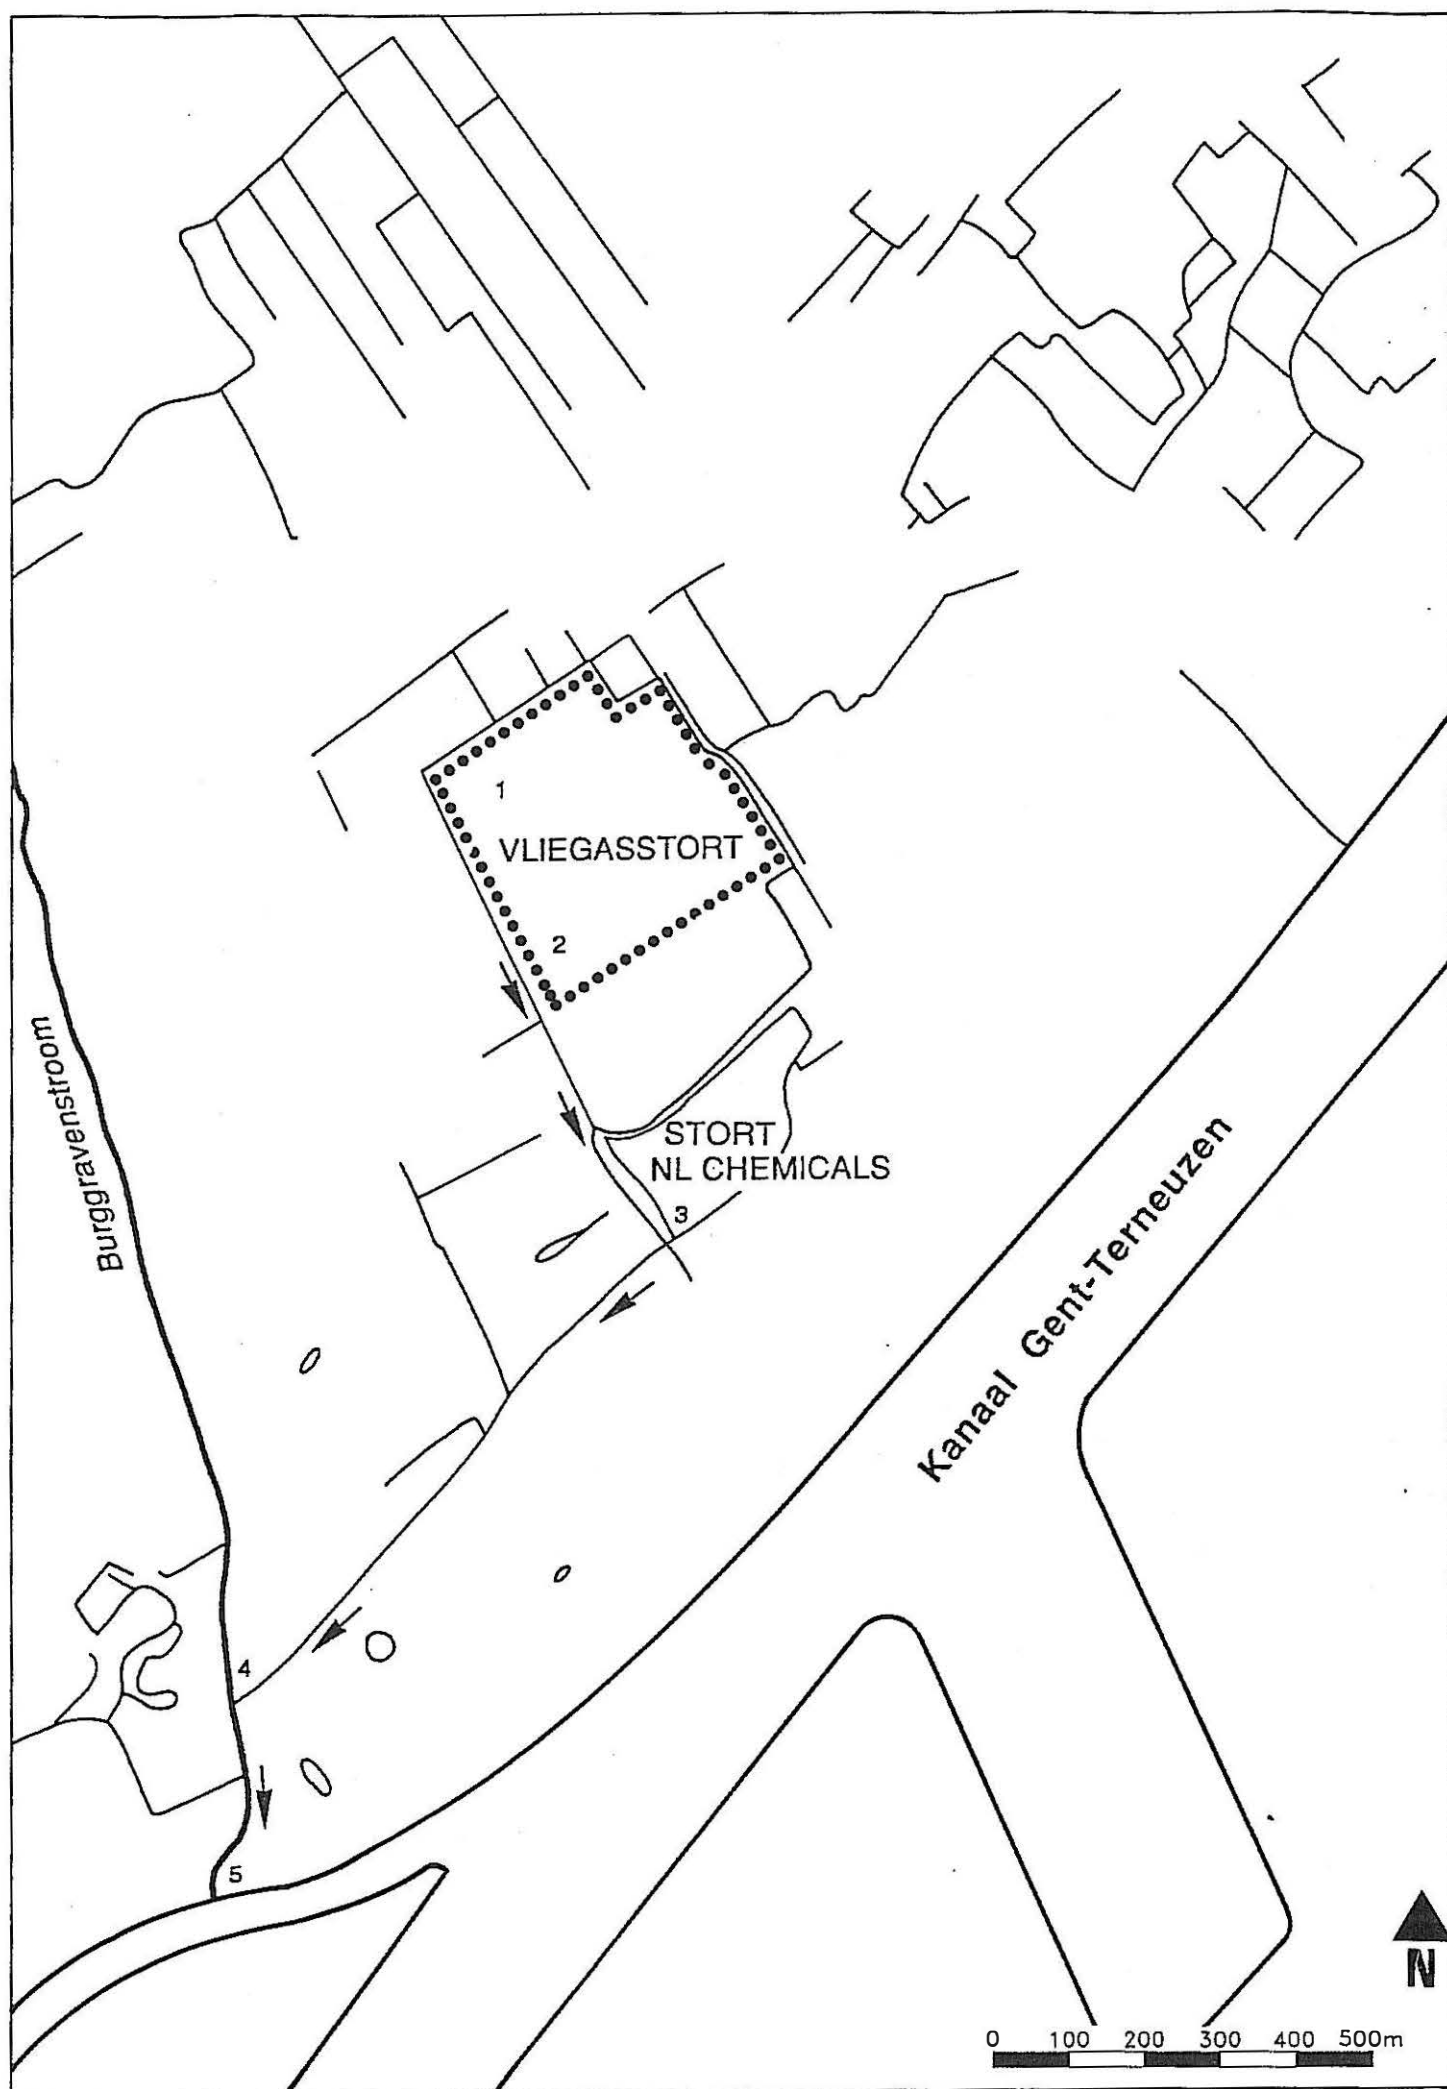 1
VLIEGASSTORT
2
Burggravenstroom
STORT
NL CHEMICALS
3
Kanaal Gent-Terneuzen
4
5
N
0 100 200 300 400 500m